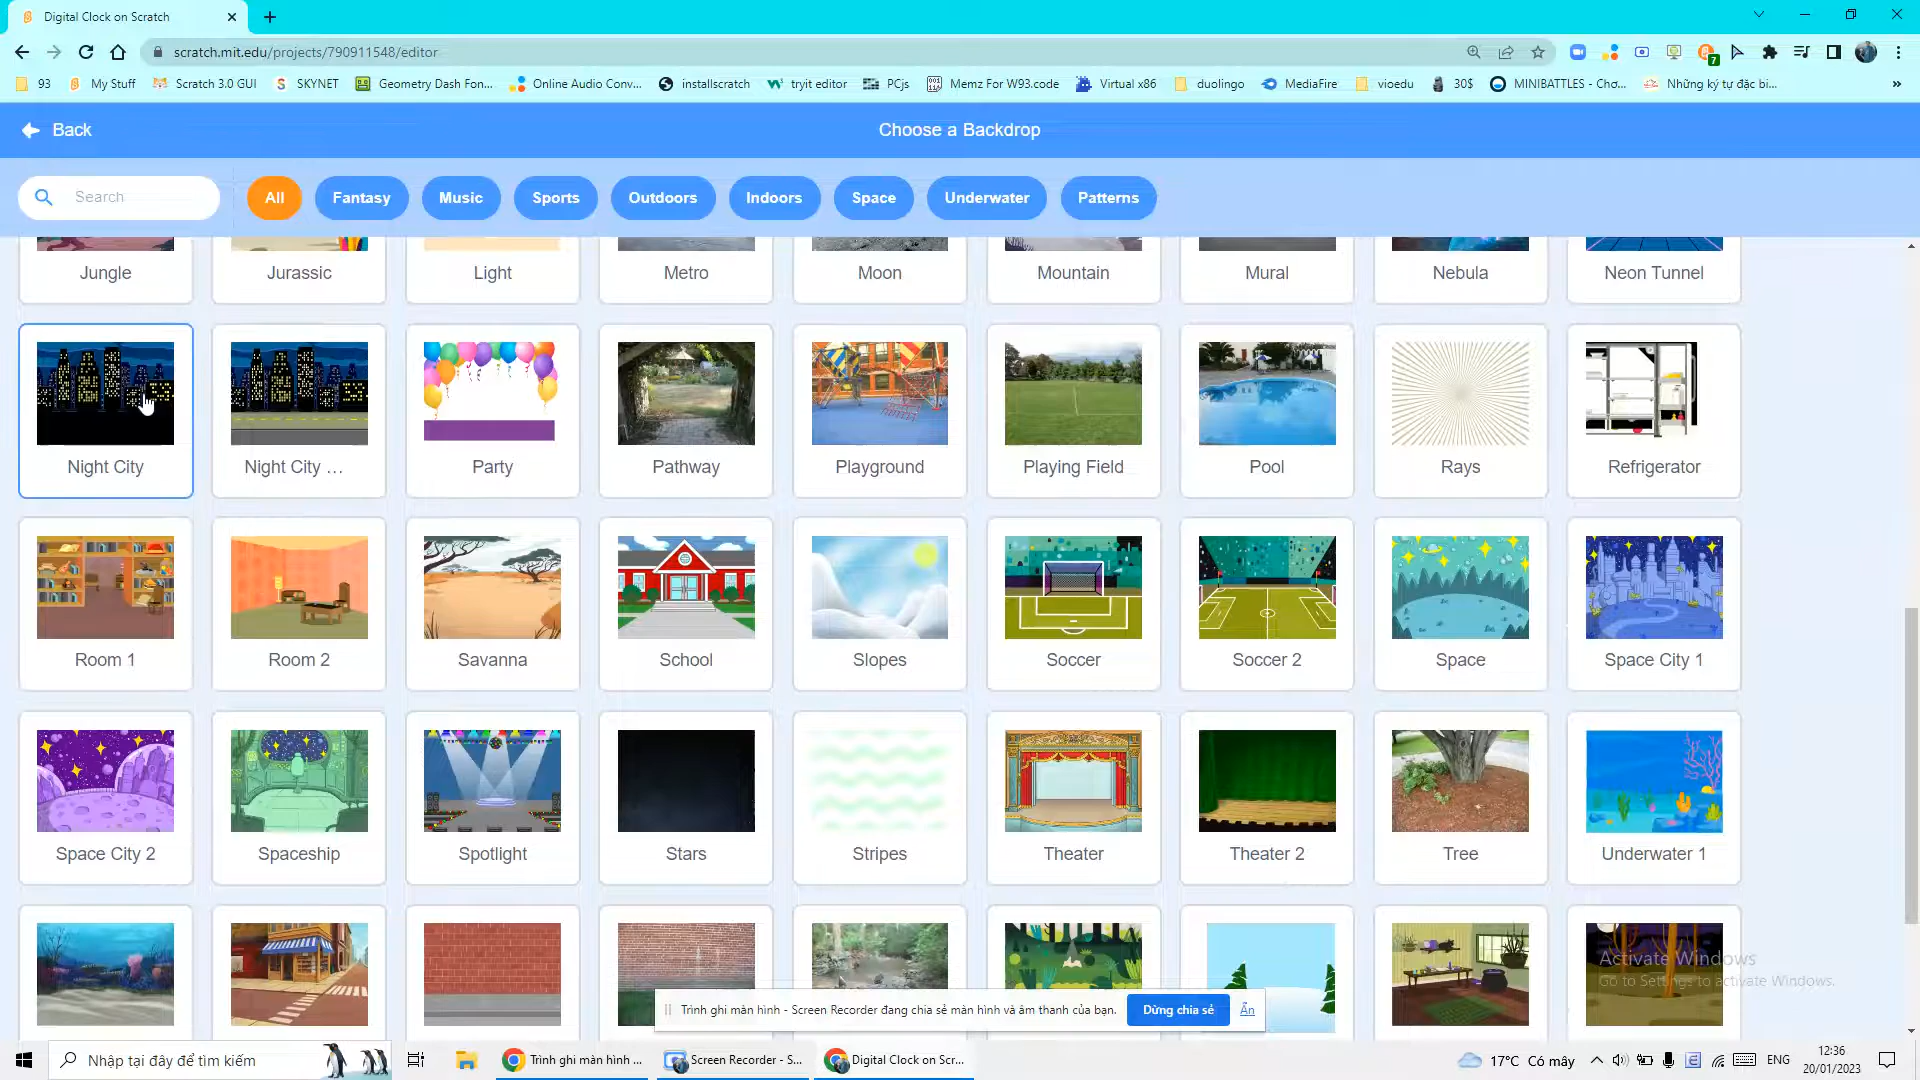 Digital Clock on Scratch
scratch.mit.edu/projects/790911548/editor
7
93
My Stuff
Scratch 3.0 GUI
SKYNET
Geometry Dash Fon...
Online Audio Conv...
installscratch
tryit editor
PCjs
Memz For W93.code
Virtual x86
duolingo
MediaFire
vioedu
30$
MINIBATTLES - Chơ...
Những ký tự đặc bi...
Back
Choose a Backdrop
Search
All
Fantasy
Music
Sports
Outdoors
Indoors
Space
Underwater
Patterns
Jungle
Jurassic
Light
Metro
Moon
Mountain
Mural
Nebula
Neon Tunnel
Night City
Night City ...
Party
Pathway
Playground
Playing Field
Pool
Rays
Refrigerator
Room 1
Room 2
Savanna
School
Slopes
Soccer
Soccer 2
Space
Space City 1
Space City 2
Spaceship
Spotlight
Stars
Stripes
Theater
Theater 2
Tree
Underwater 1
Activate Windows
Go to Settings to activate Windows.
Trình ghi màn hình - Screen Recorder đang chia sẻ màn hình và âm thanh của bạn.
Dừng chia sẻ
Ẩn
Nhập tại đây để tìm kiếm
Trình ghi màn hình ...
Screen Recorder - S...
Digital Clock on Scr...
17°C Có mây
ENG
12:36
20/01/2023